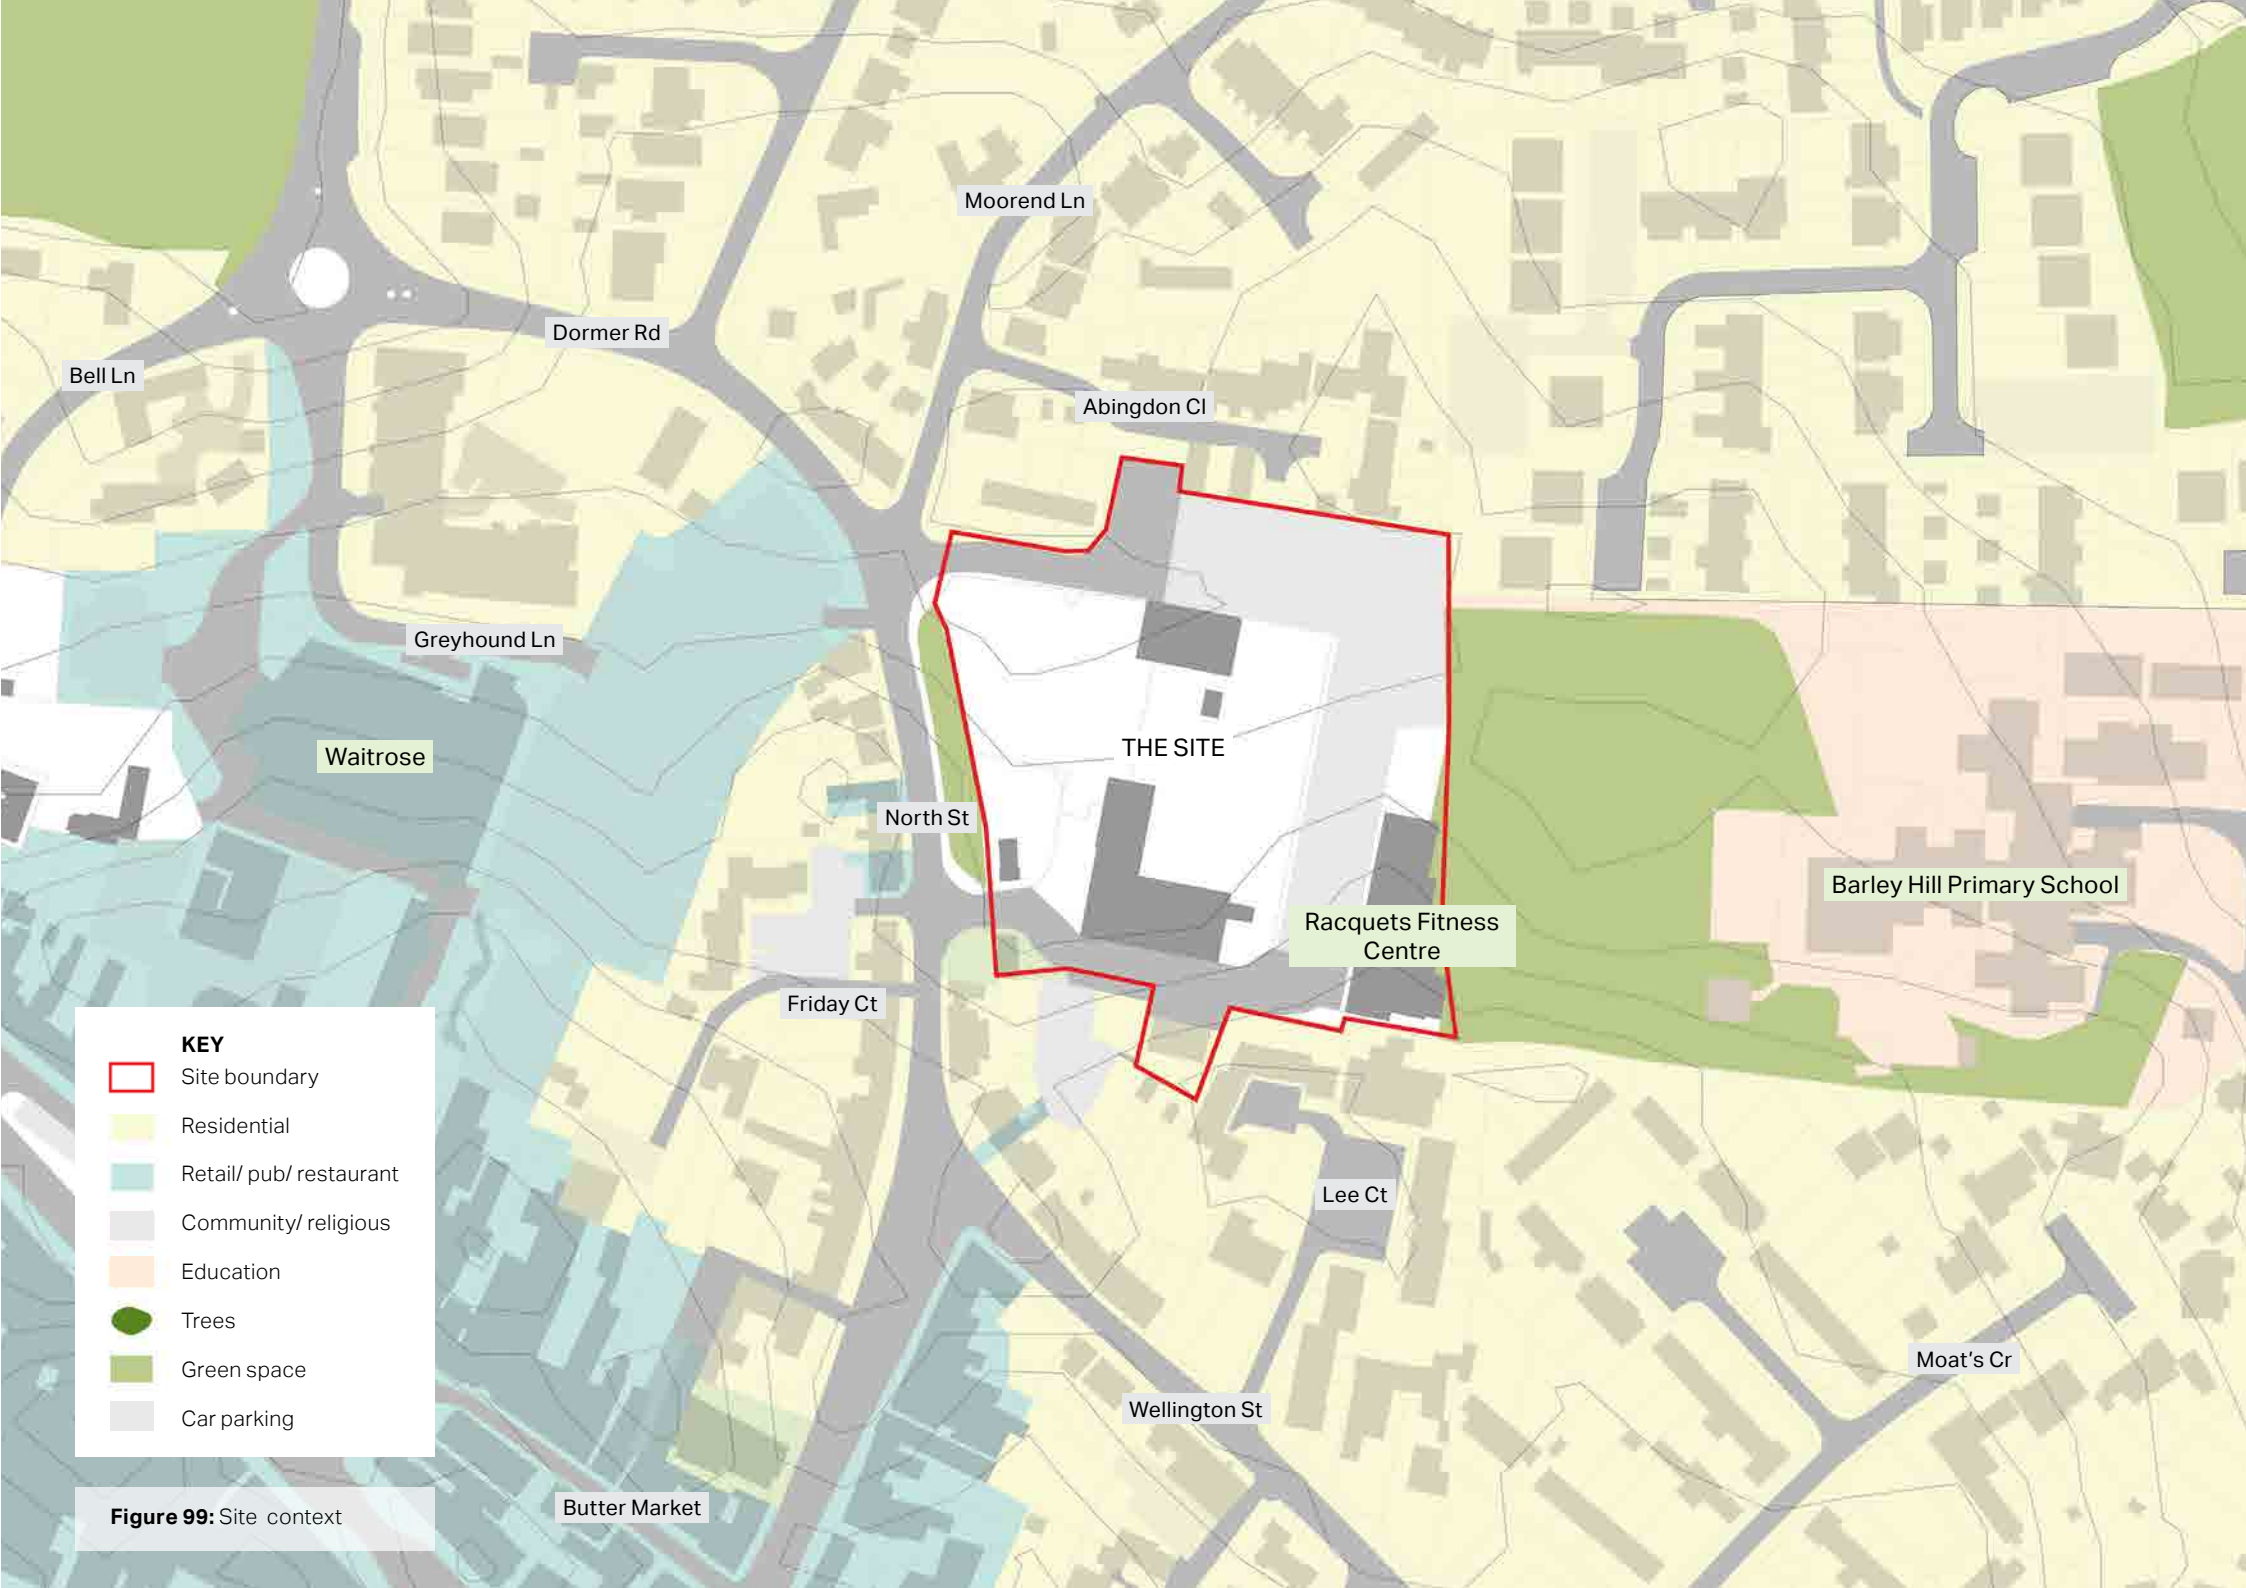 Moorend Ln
Dormer Rd
Bell Ln
Abingdon Cl
Greyhound Ln
THE SITE
Waitrose
North St
Barley Hill Primary School
Racquets Fitness
Centre
Friday Ct
KEY
Site boundary
Residential
Retail/ pub/ restaurant
Community/ religious
Education
Trees
Green space
Car parking
Lee Ct
Moat's Cr
Wellington St
Butter Market
Figure 99: Site context